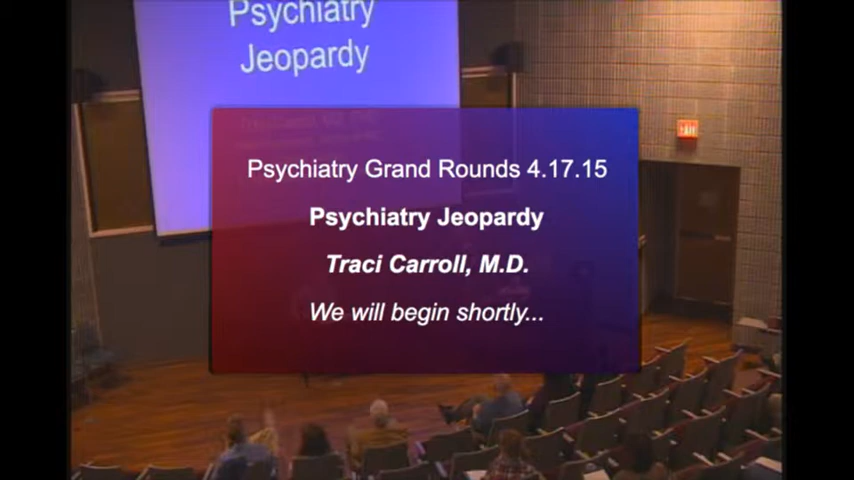 Psychiatry
Jeopardy
Psychiatry Grand Rounds 4.17.15
Psychiatry Jeopardy
Traci Carroll, M.D.
We will begin shortly...